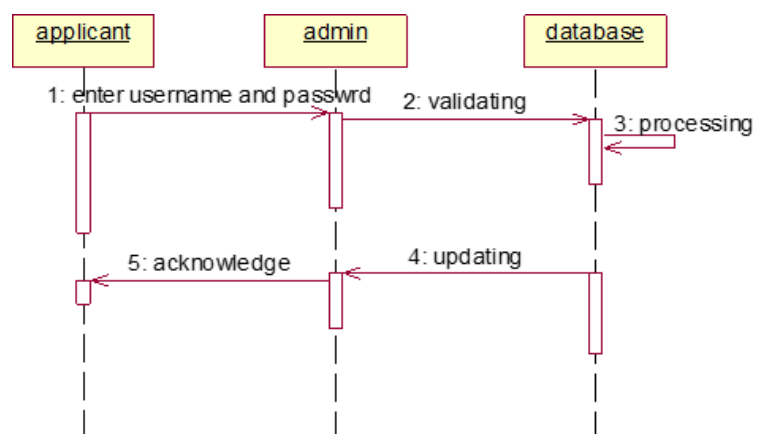 applicant
admin
database
1: enter username and passwrd
2: validating
3: processing
4: updating
5: acknowledge